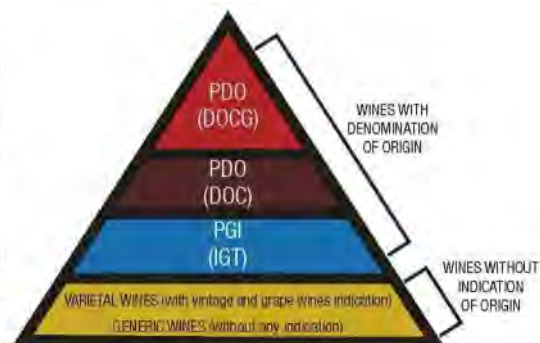 PDO
(DOCG)
WINES WITH
DENOMINATION
OF ORIGIN
PDO
(DOC)
PGI
(IGT)
WINES WITHOUT
INDICATION
OF ORIGIN
VARIETAL WINES (with vintage and grape wines indication)
GENERIC WINES (without any indication)